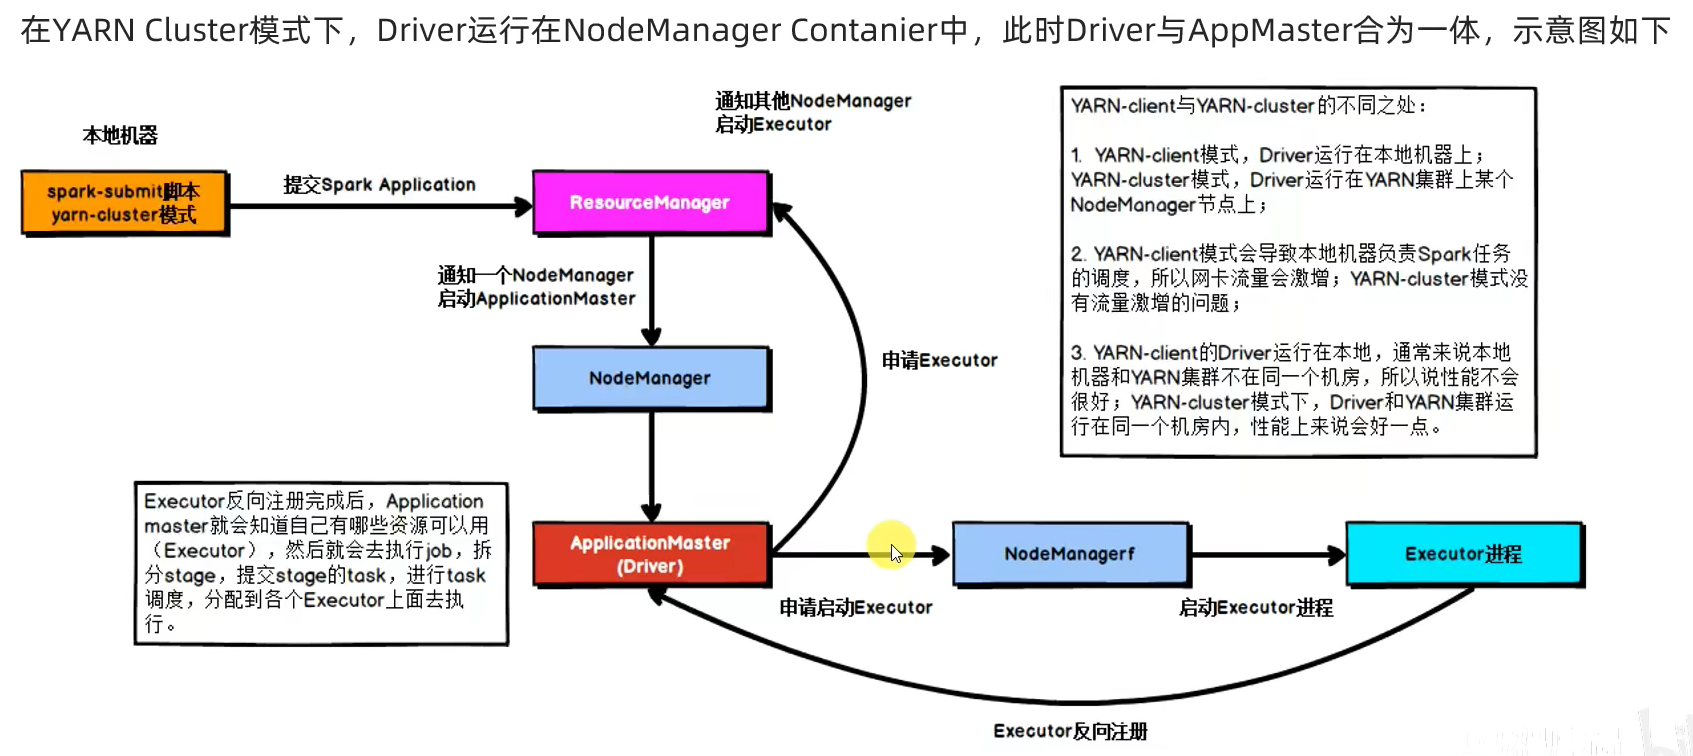 在YARN Cluster模式下，Driver运行在NodeManager Contanier中，此时Driver与AppMaster合为一体，示意图如下
通知其他NodeManager
启动Executor
本地机器
spark-submit脚本
yarn-cluster模式
提交Spark Application
ResourceManager
通知一个NodeManager
启动ApplicationMaster
NodeManager
申请Executor
YARN-client与YARN-cluster的不同之处：
1. YARN-client模式，Driver运行在本地机器上；
YARN-cluster模式，Driver运行在YARN集群上某个
NodeManager节点上；
2. YARN-client模式会导致本地机器负责Spark任务
的调度，所以网卡流量会激增；YARN-cluster模式没
有流量激增的问题；
3. YARN-client的Driver运行在本地，通常来说本地
机器和YARN集群不在同一个机房，所以说性能不会
很好；YARN-cluster模式下，Driver和YARN集群运
行在同一个机房内，性能上来说会好一点。
Executor反向注册完成后，Application
master就会知道自己有哪些资源可以用
（Executor），然后就会去执行job，拆
分stage，提交stage的task，进行task
调度，分配到各个Executor上面去执
行。
ApplicationMaster
(Driver)
申请启动Executor
NodeManagerf
启动Executor进程
Executor进程
Executor反向注册